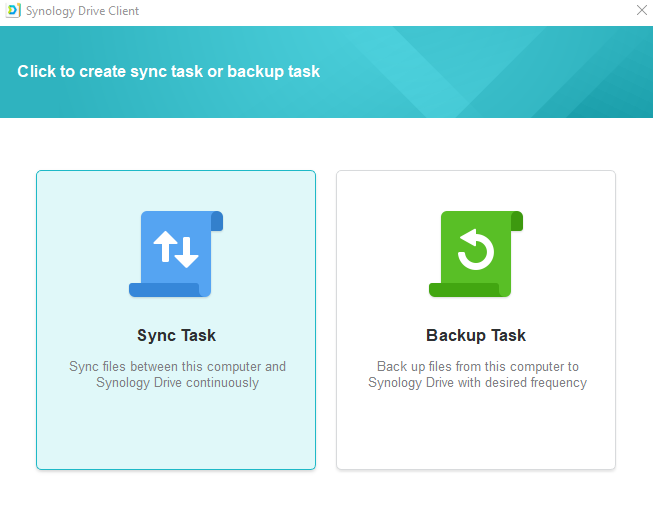 Synology Drive Client
Click to create sync task or backup task
Sync Task
Sync files between this computer and
Synology Drive continuously
Backup Task
Back up files from this computer to
Synology Drive with desired frequency